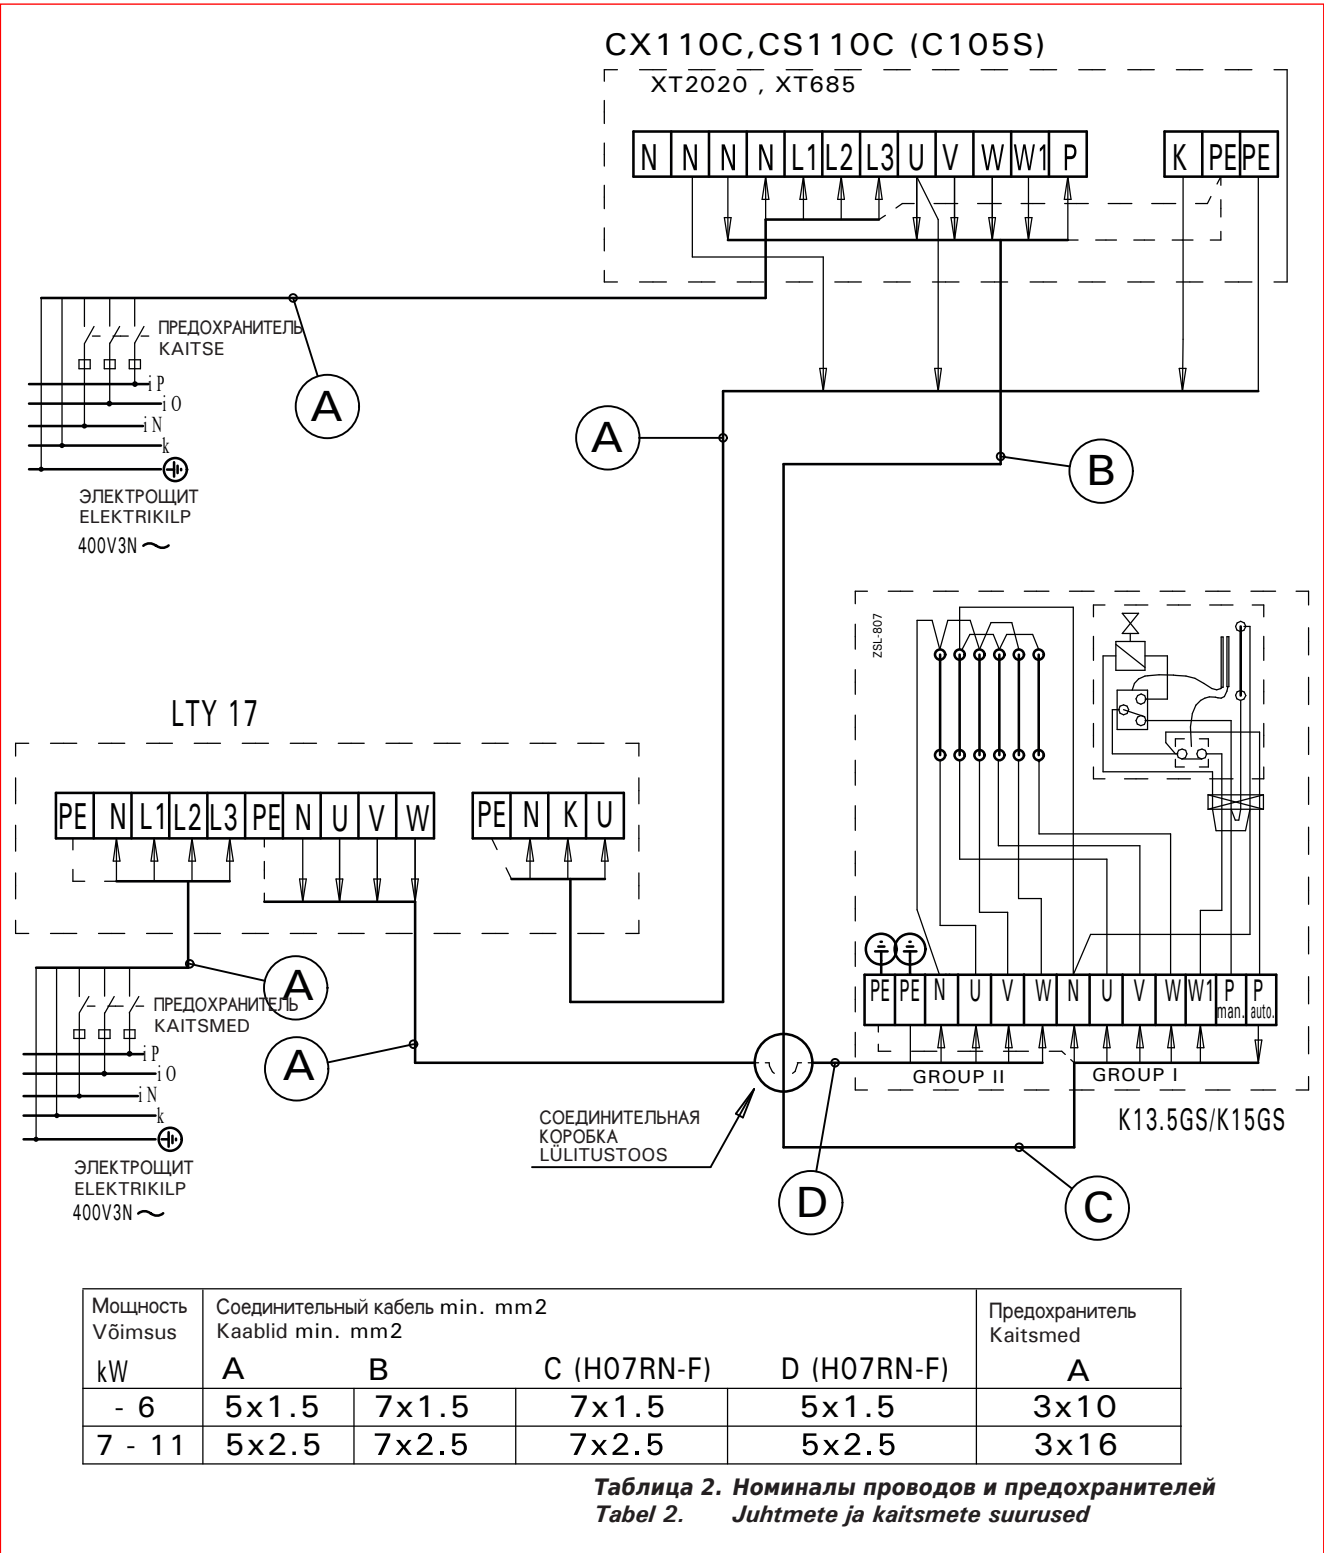 CX110C,CS110C (C105S)
XT2020 , XT685
N N N N L1 L2 L3 U V W W1 P K PE PE
ПРЕДОХРАНИТЕЛЬ
KAITSE
i P
i O
i N
k
A
A
B
ЭЛЕКТРОЩИТ
ELEKTRIKILP
400V3N
ZSL-807
LTY 17
PE N L1 L2 L3 PE N U V W PE N K U
A
ПРЕДОХРАНИТЕЛЬ
KAITSMED
A
i P
i O
i N
k
ЭЛЕКТРОЩИТ
ELEKTRIKILP
400V3N
PE PE N U V W N U V W W1 P man. P auto.
GROUP II GROUP I
K13.5GS/K15GS
СОЕДИНИТЕЛЬНАЯ
КОРОБКА
LÜLITUSTOOS
D
C
Мощность Соединительный кабель min. mm2 Предохранитель
Võimsus Kaablid min. mm2 Kaitsmed
kW A B C (H07RN-F) D (H07RN-F) A
- 6 5x1.5 7x1.5 7x1.5 5x1.5 3x10
7 - 11 5x2.5 7x2.5 7x2.5 5x2.5 3x16
Таблица 2. Номиналы проводов и предохранителей
Tabel 2. Juhtmete ja kaitsmete suurused